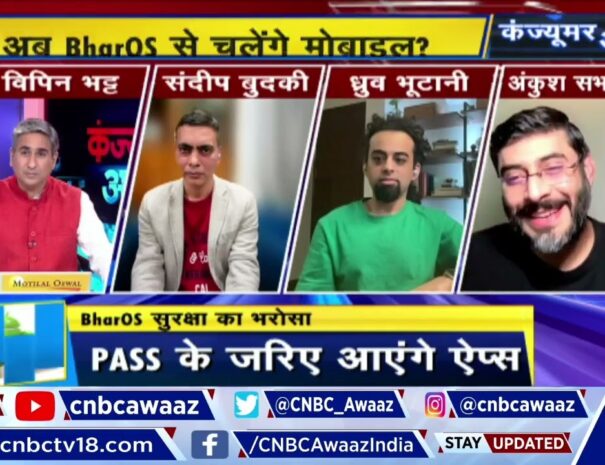 अब BharOS से चलेंगे मोबाइल?
कंज्यूमर
विपिन भट्ट
संदीप बुदकी
ध्रुव भूटानी
अंकुश सभ
MOTILAL OSWAL
BharOS सुरक्षा का भरोसा
PASS के जरिए आएंगे ऐप्स
cnbcawaaz
@CNBC_Awaaz
@cnbcawaaz
cnbctv18.com
/CNBCAwaazIndia
STAY UPDATED